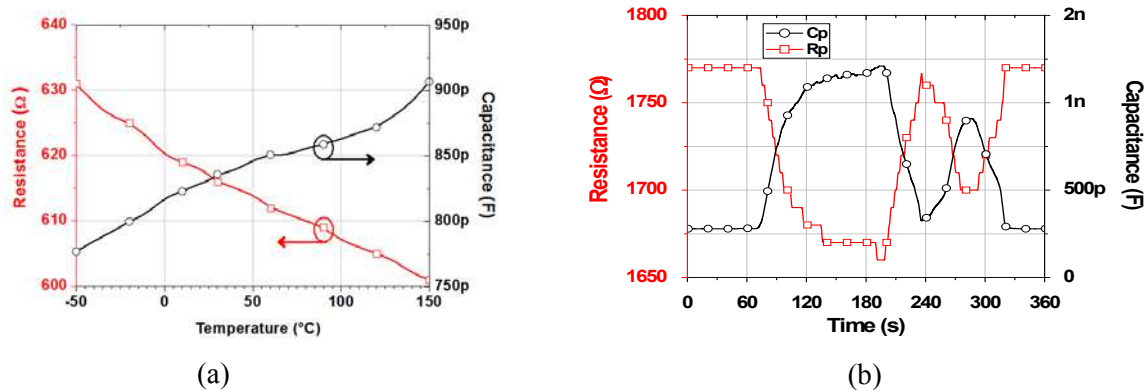 640
630
620
610
600
Resistance (Ω)
950p
900p
850p
800p
750p
Capacitance (F)
-50 0 50 100 150
Temperature (°C)
(a)
1800
1750
1700
1650
Resistance (Ω)
Cp
Rp
2n
1n
500p
0
Capacitance (F)
0 60 120 180 240 300 360
Time (s)
(b)